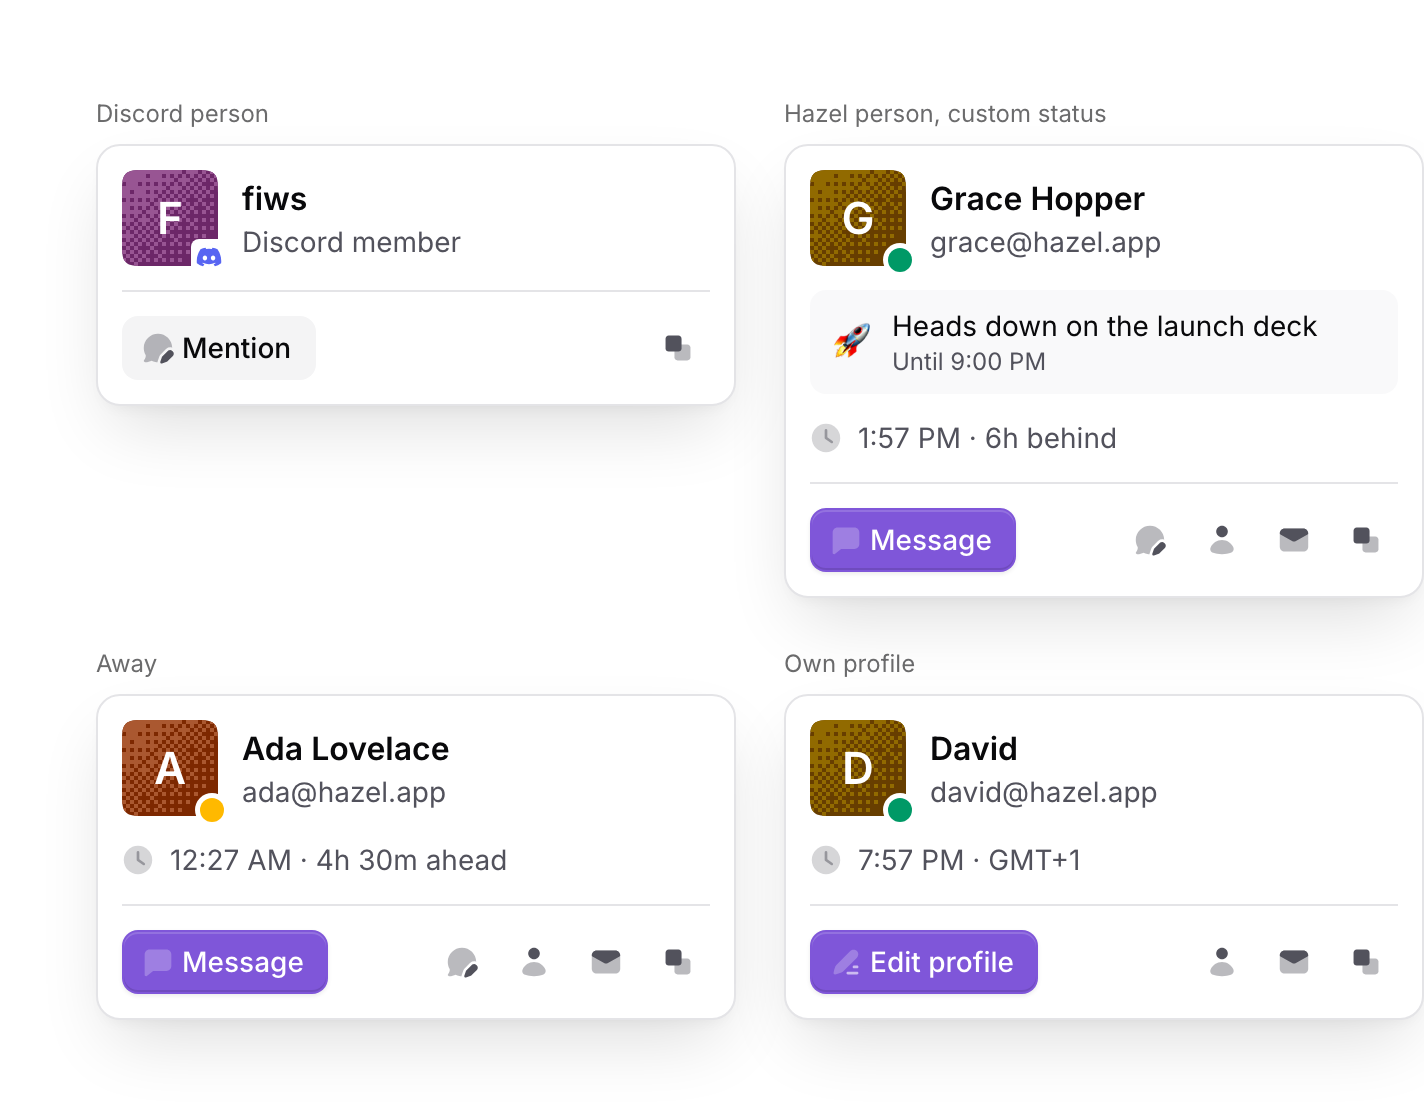 Discord person
F
fiws
Discord member
Mention
Hazel person, custom status
G
Grace Hopper
grace@hazel.app
Heads down on the launch deck
Until 9:00 PM
1:57 PM · 6h behind
Message
Away
A
Ada Lovelace
ada@hazel.app
12:27 AM · 4h 30m ahead
Message
Own profile
D
David
david@hazel.app
7:57 PM · GMT+1
Edit profile